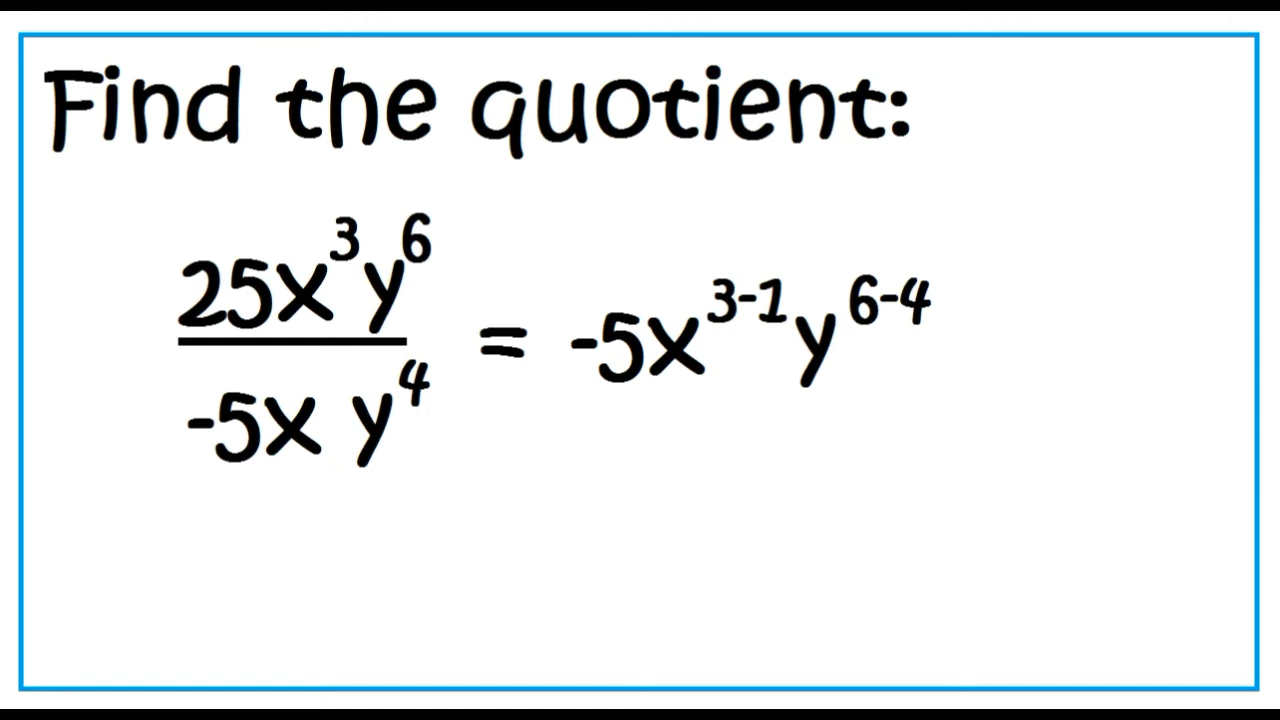 Find the quotient:
25x³y⁶
-5x y⁴
= -5x³⁻¹y⁶⁻⁴